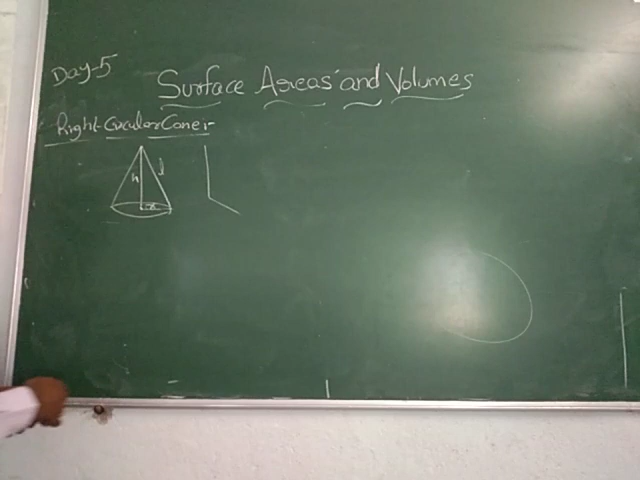 Day-5
Surface Areas and Volumes
Right Circular Cone:-
h l
r